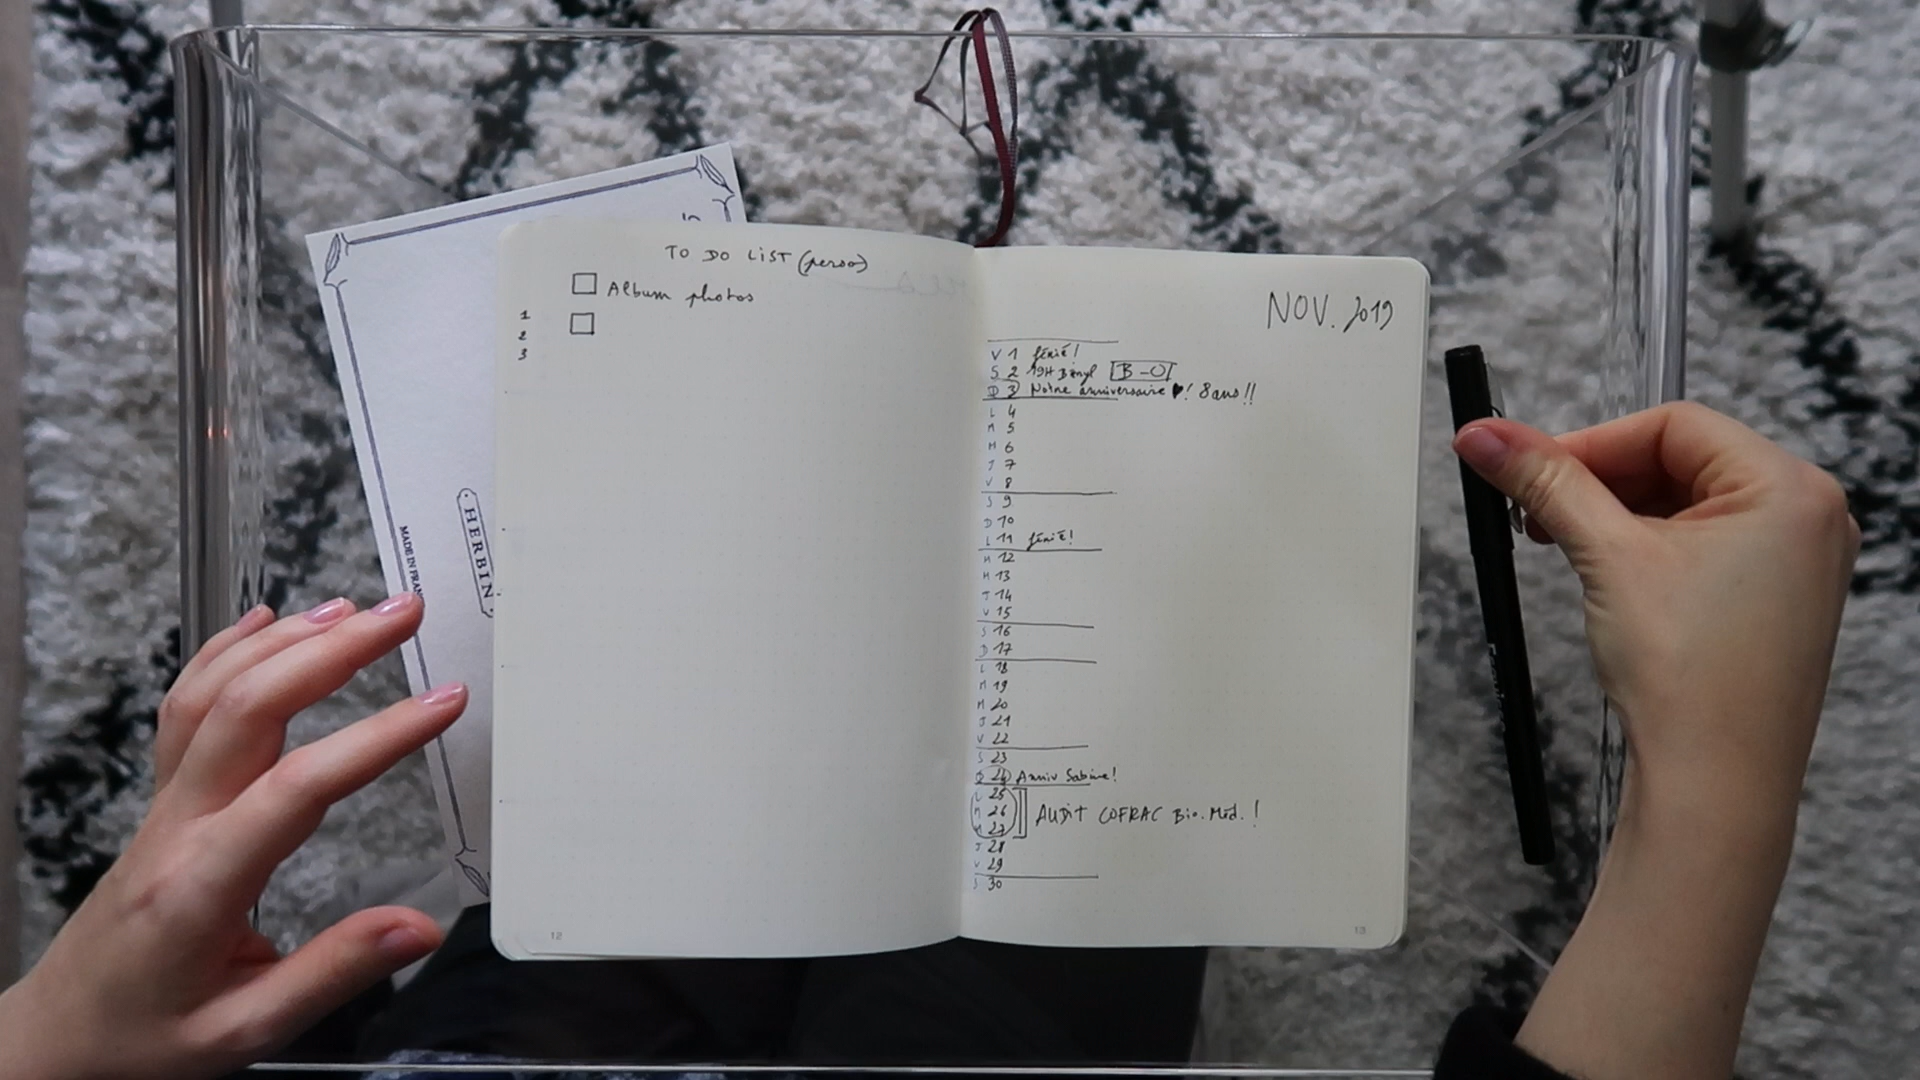 TO DO LIST (perso)
Album photos
1
2
3
12
NOV. 2019
V 1 férié!
S 2 19H B-O
D 3 Notre anniversaire ♥! 8 ans!!
L 4
M 5
M 6
J 7
V 8
S 9
D 10
L 11 férié!
M 12
M 13
J 14
V 15
S 16
D 17
L 18
M 19
M 20
J 21
V 22
S 23
D 24 Anniv Sabine!
L 25
M 26 AUDIT COFRAC Bio. Méd. !
M 27
J 28
V 29
S 30
13
HERBIN
MADE IN FRAN